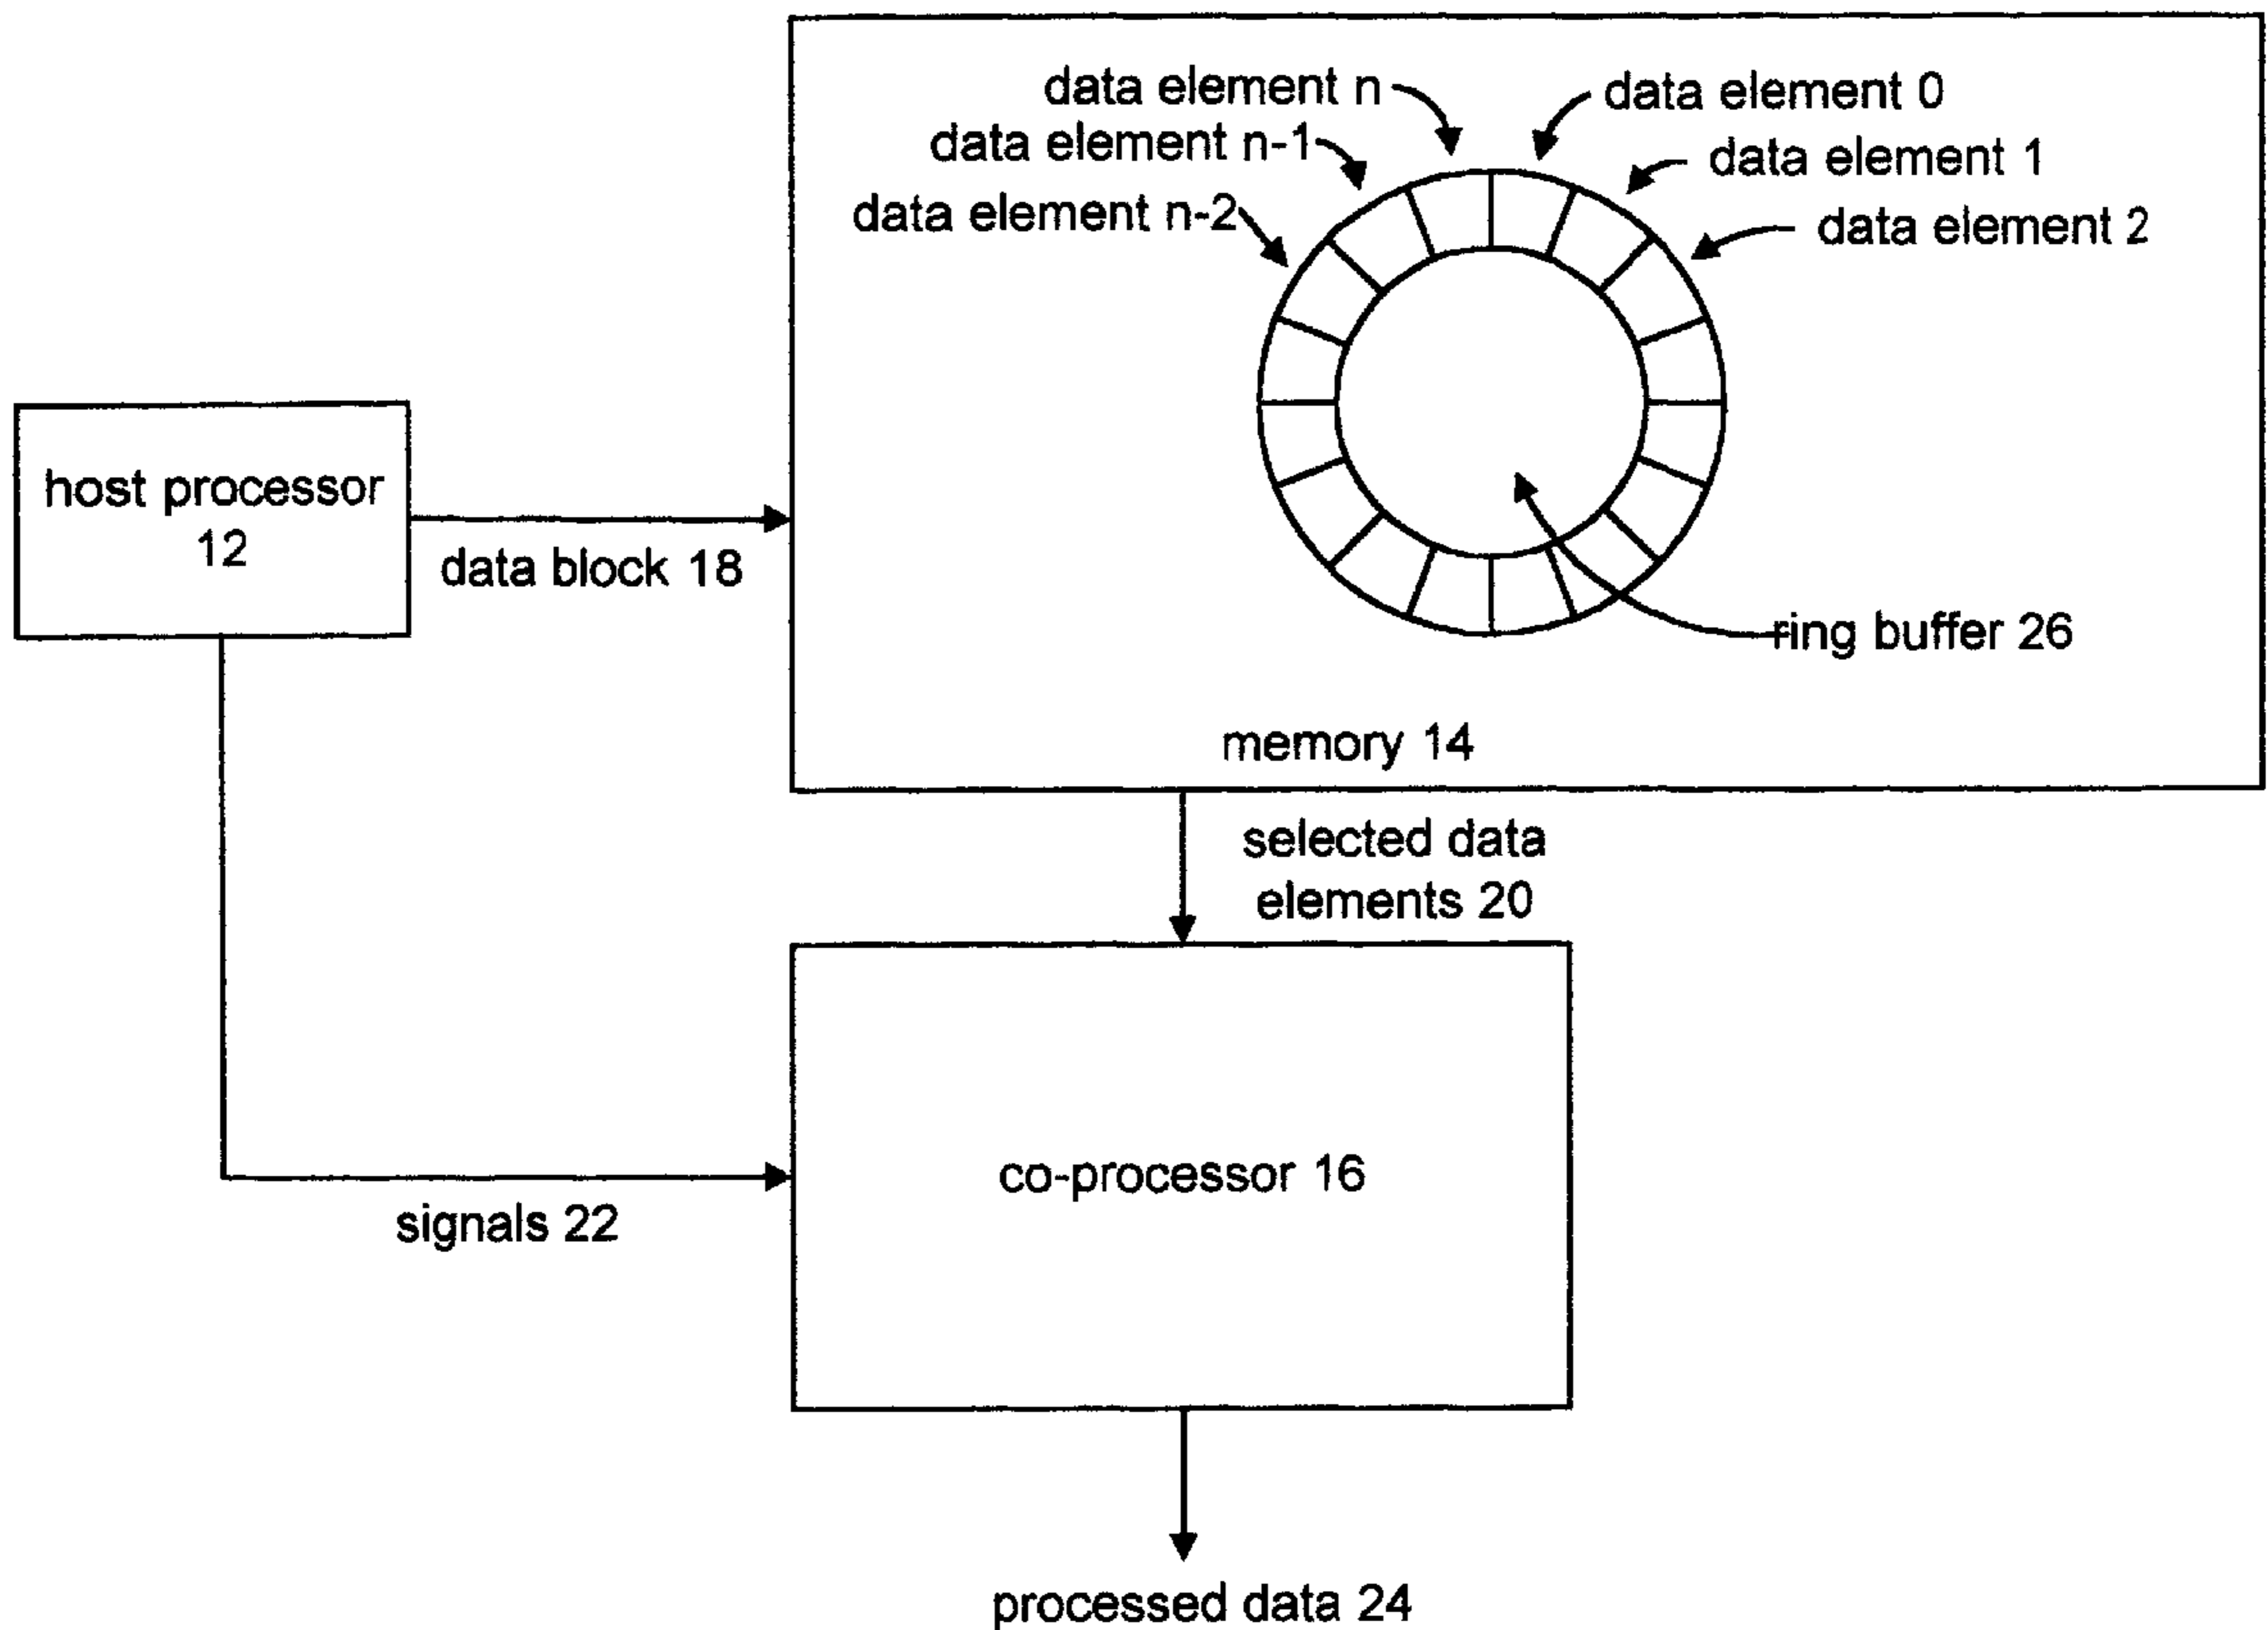 data element n
data element 0
data element n-1
data element 1
data element n-2
data element 2
host processor
12
data block 18
ring buffer 26
memory 14
selected data
elements 20
co-processor 16
signals 22
processed data 24